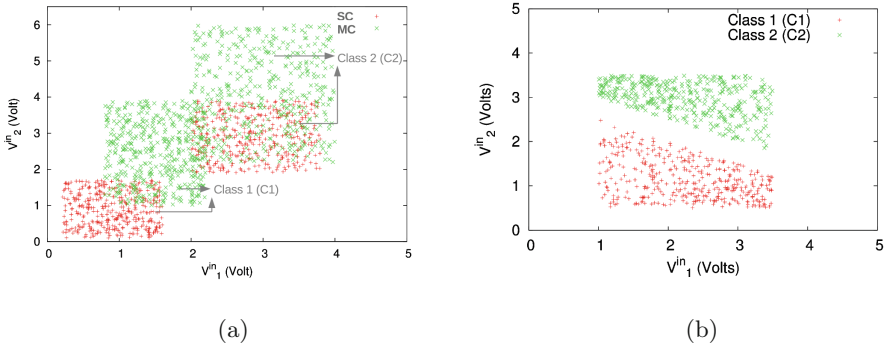 SC
MC
6
5
4
3
2
1
0
V^in_2 (Volt)
Class 2 (C2)
Class 1 (C1)
0 1 2 3 4 5
V^in_1 (Volt)
(a)
Class 1 (C1)
Class 2 (C2)
5
4
3
2
1
0
V^in_2 (Volts)
0 1 2 3 4 5
V^in_1 (Volts)
(b)